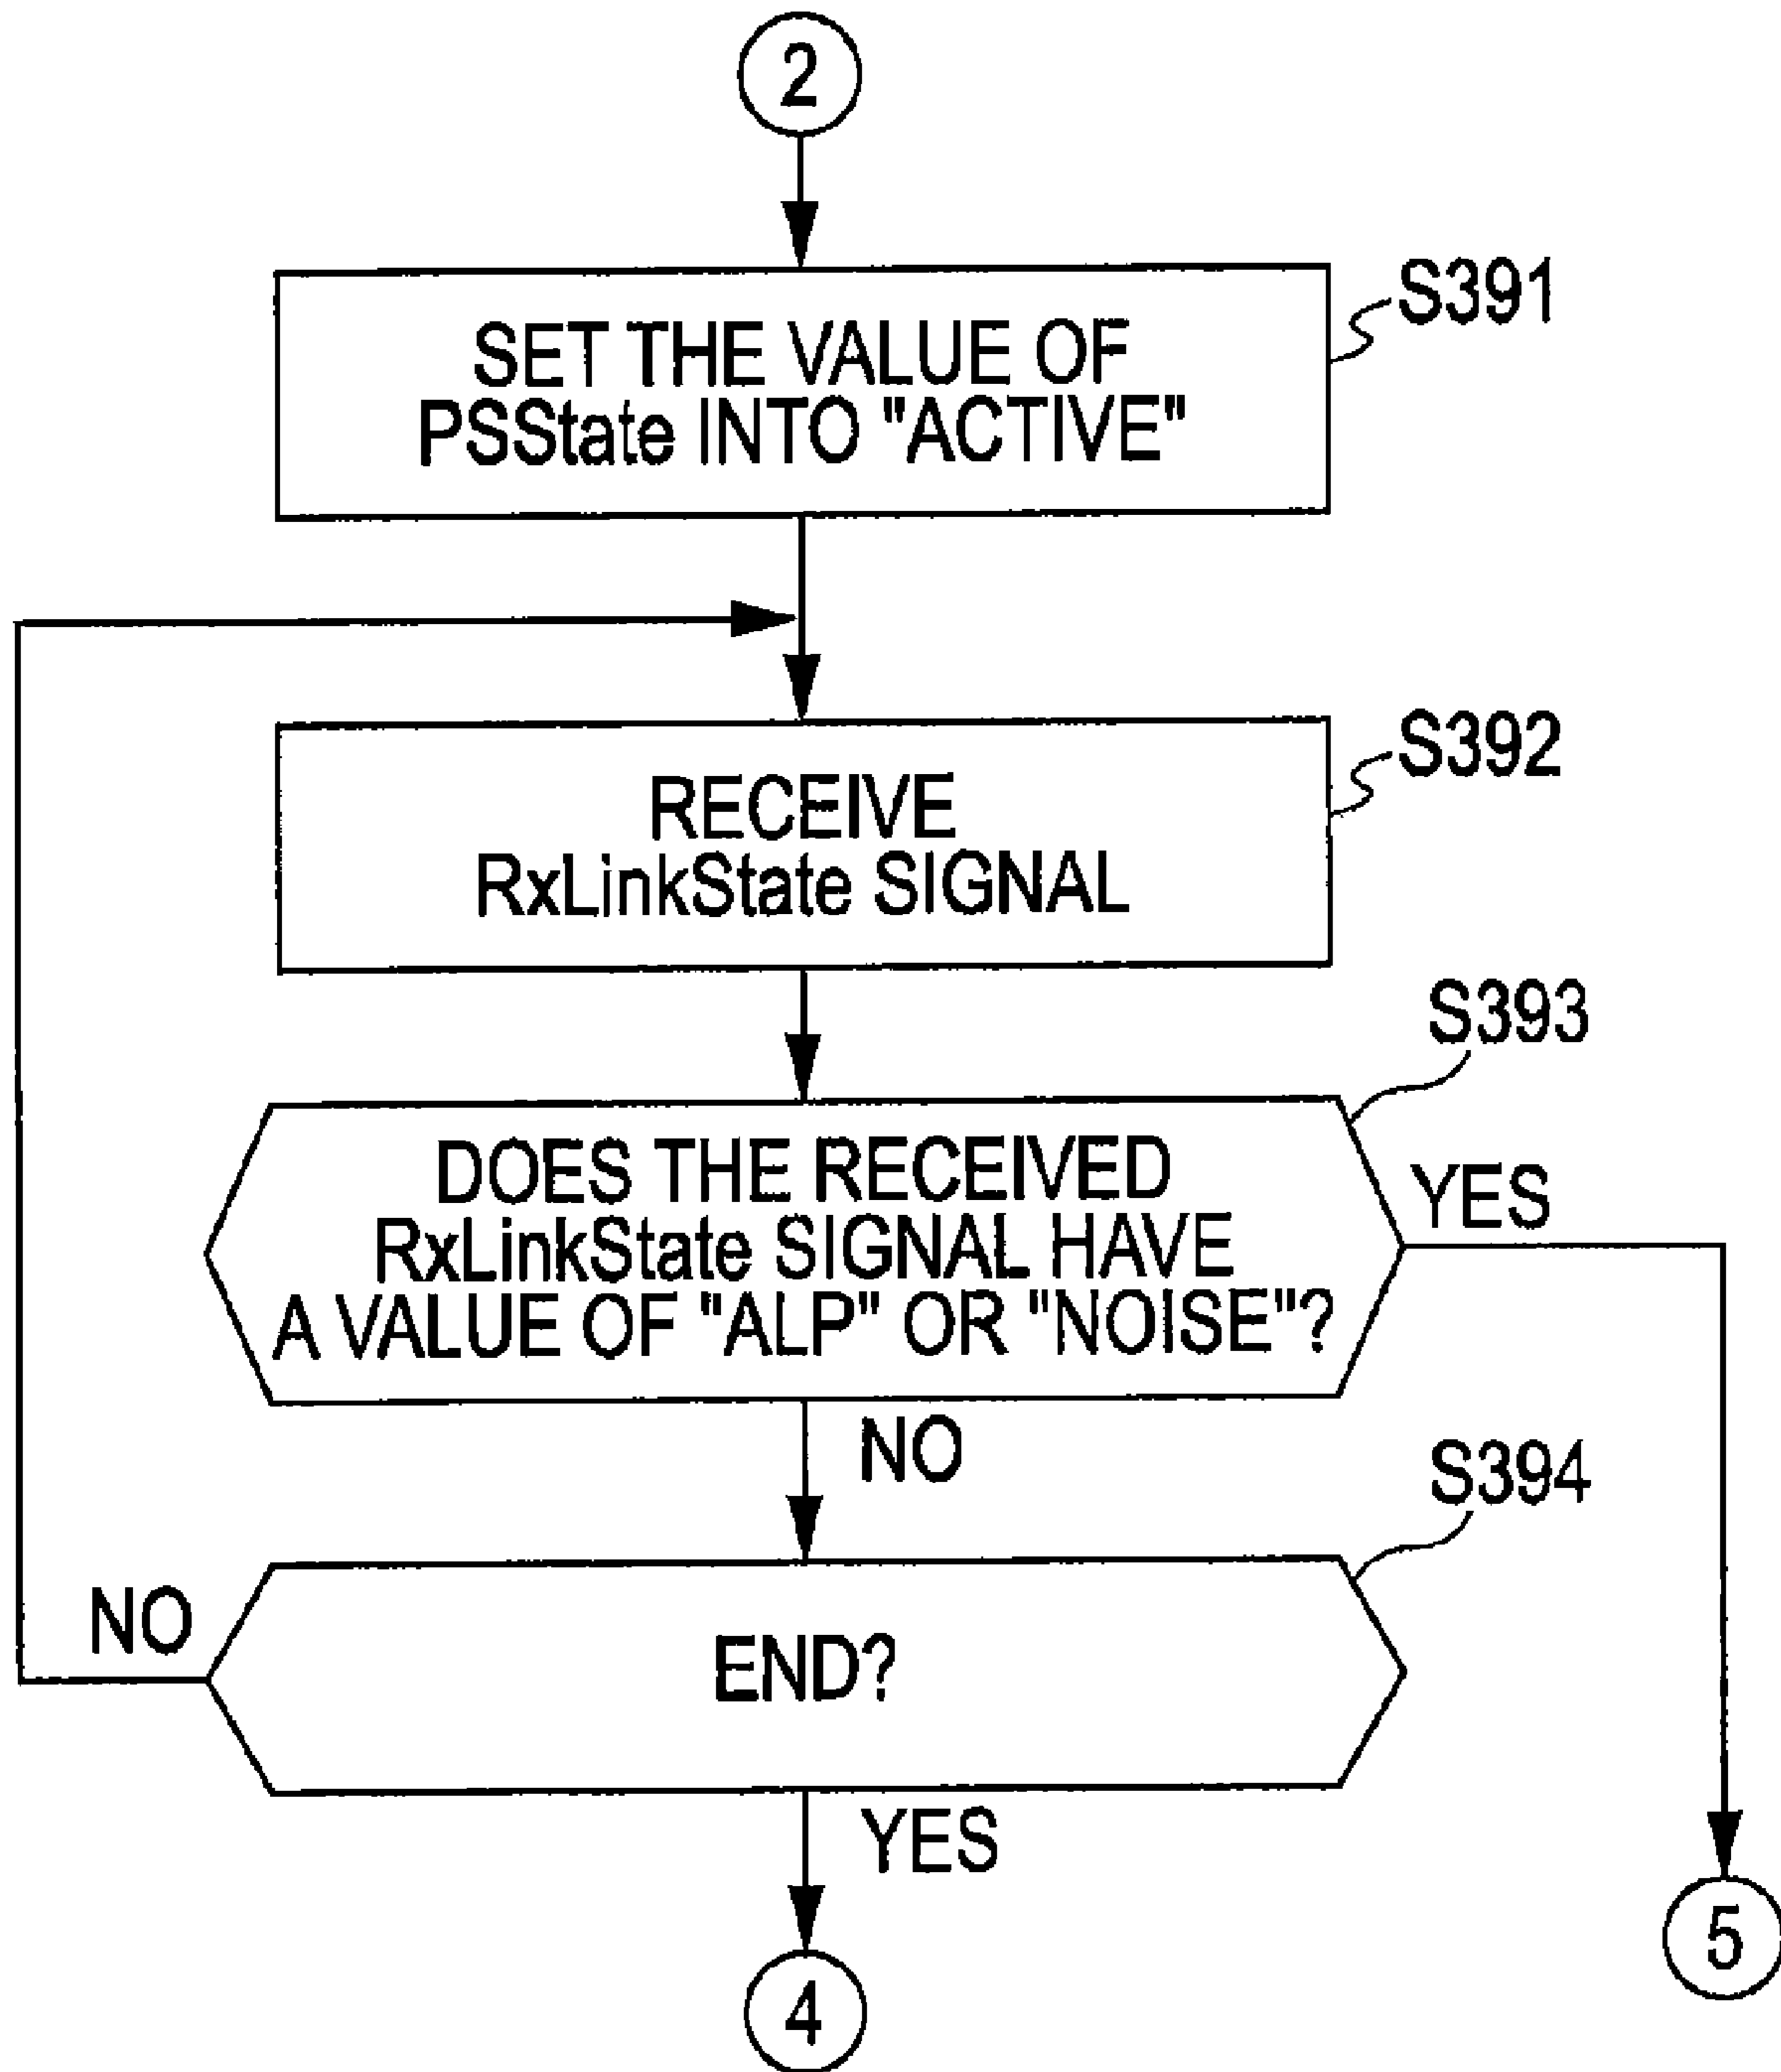 2
SET THE VALUE OF
PSState INTO "ACTIVE"
S391
RECEIVE
RxLinkState SIGNAL
S392
S393
DOES THE RECEIVED
RxLinkState SIGNAL HAVE
A VALUE OF "ALP" OR "NOISE"?
YES
NO
S394
END?
NO
YES
4
5